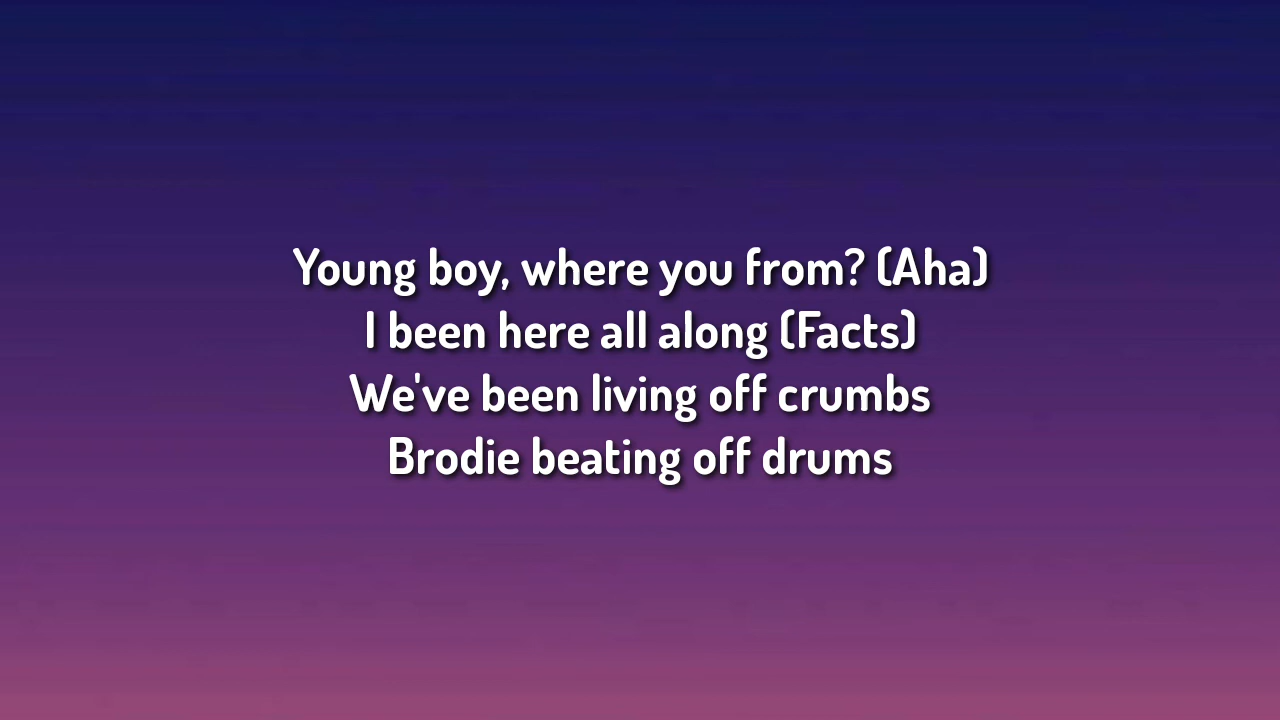 Young boy, where you from? (Aha)
I been here all along (Facts)
We've been living off crumbs
Brodie beating off drums